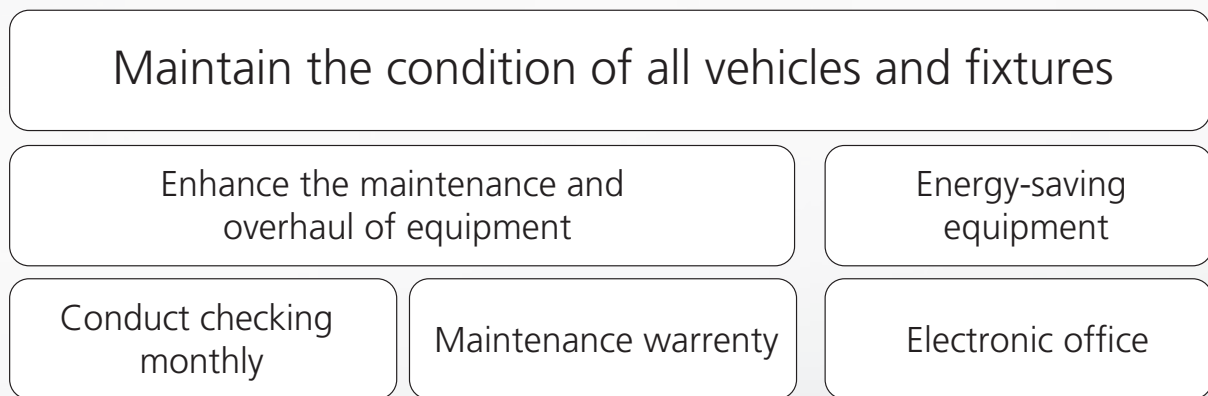 Maintain the condition of all vehicles and fixtures
Enhance the maintenance and
overhaul of equipment
Energy-saving
equipment
Conduct checking
monthly
Maintenance warrenty
Electronic office